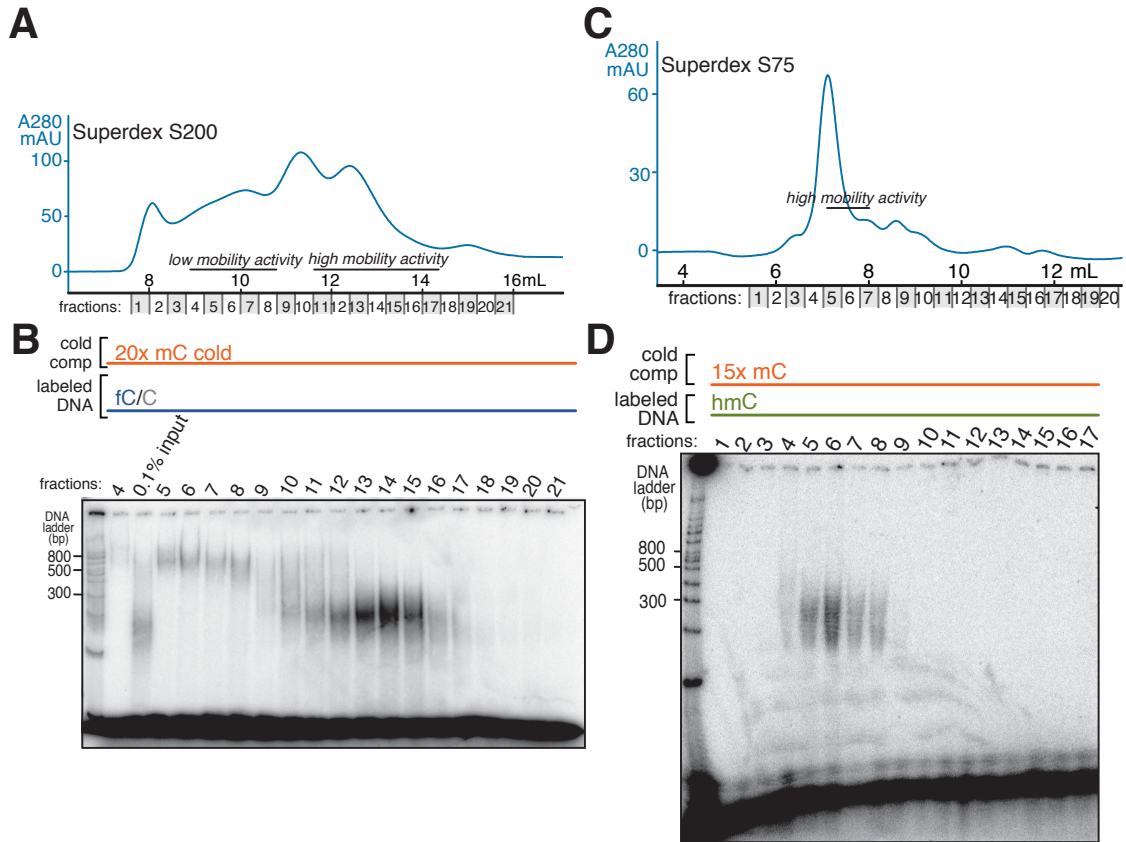 A
A280
mAU
Superdex S200
100
50
0
low mobility activity
high mobility activity
8
10
12
14
16mL
fractions:
1 2 3 4 5 6 7 8 9 10 11 12 13 14 15 16 17 18 19 20 21
B
cold
comp
20x mC cold
labeled
DNA
fC/C
fractions:
4 0.1% input 5 6 7 8 9 10 11 12 13 14 15 16 17 18 19 20 21
DNA
ladder
(bp)
800
500
300
C
A280
mAU
Superdex S75
60
30
0
high mobility activity
4
6
8
10
12 mL
fractions:
1 2 3 4 5 6 7 8 9 10 11 12 13 14 15 16 17 18 19 20
D
cold
comp
15x mC
labeled
DNA
hmC
fractions:
1 2 3 4 5 6 7 8 9 10 11 12 13 14 15 16 17
DNA
ladder
(bp)
800
500
300